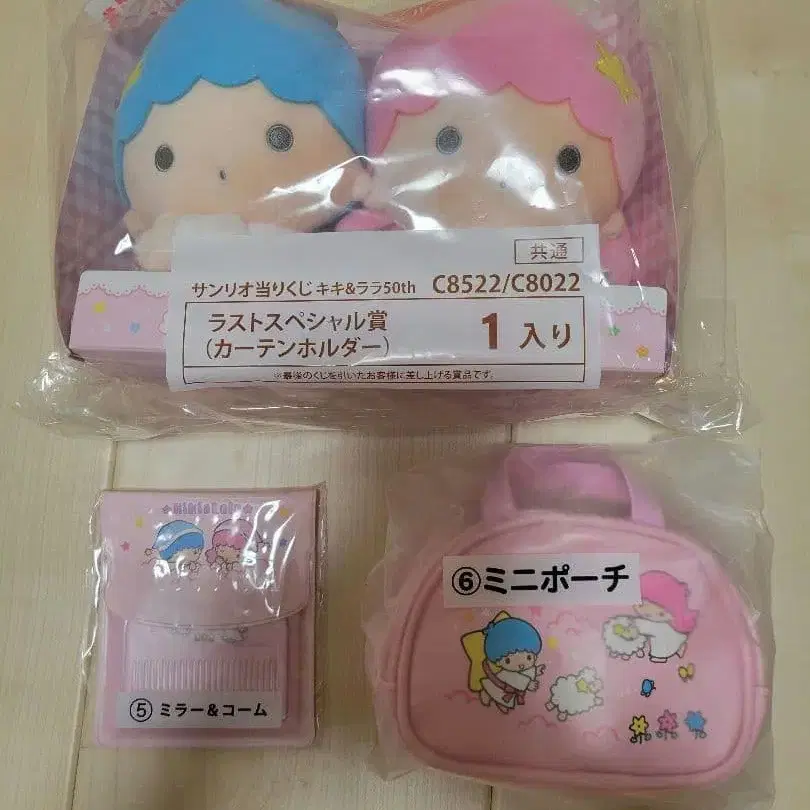 共通
サンリオ当りくじ キキ&ララ50th C8522/C8022
ラストスペシャル賞
(カーテンホルダー)
1入り
※最後のくじを引いたお客様に差し上げる賞品です。
KiKi&LaLa
⑤ ミラー&コーム
⑥ミニポーチ